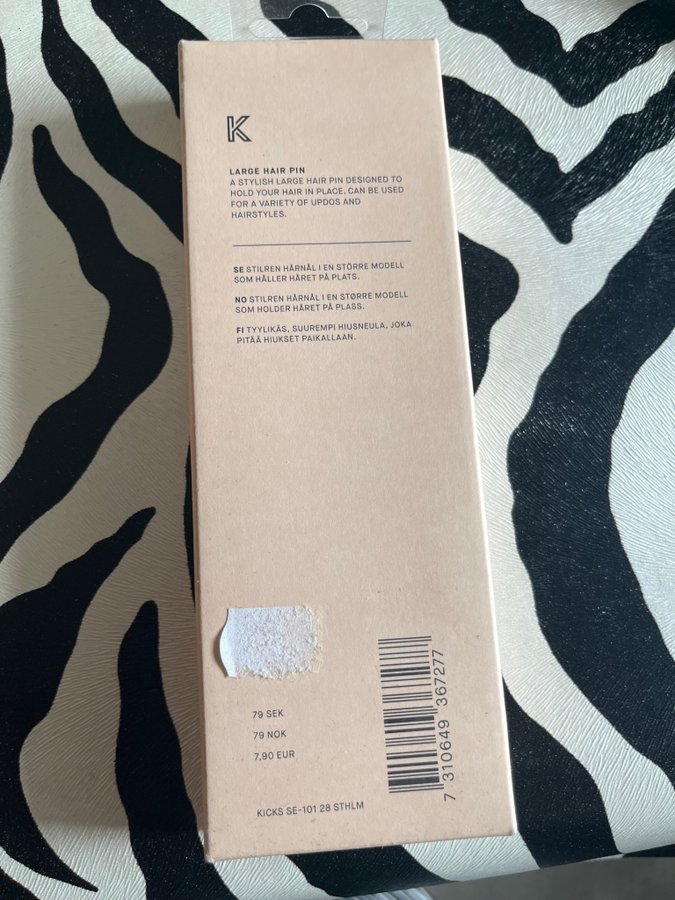 K
LARGE HAIR PIN
A STYLISH LARGE HAIR PIN DESIGNED TO
HOLD YOUR HAIR IN PLACE. CAN BE USED
FOR A VARIETY OF UPDOS AND
HAIRSTYLES.
SE STILREN HÅRNÅL I EN STÖRRE MODELL
SOM HÅLLER HÅRET PÅ PLATS.
NO STILREN HÅRNÅL I EN STØRRE MODELL
SOM HOLDER HÅRET PÅ PLASS.
FI TYYLIKÄS, SUUREMPI HIUSNEULA, JOKA
PITÄÄ HIUKSET PAIKALLAAN.
79 SEK
79 NOK
7,90 EUR
7 310649 367277
KICKS SE-101 28 STHLM